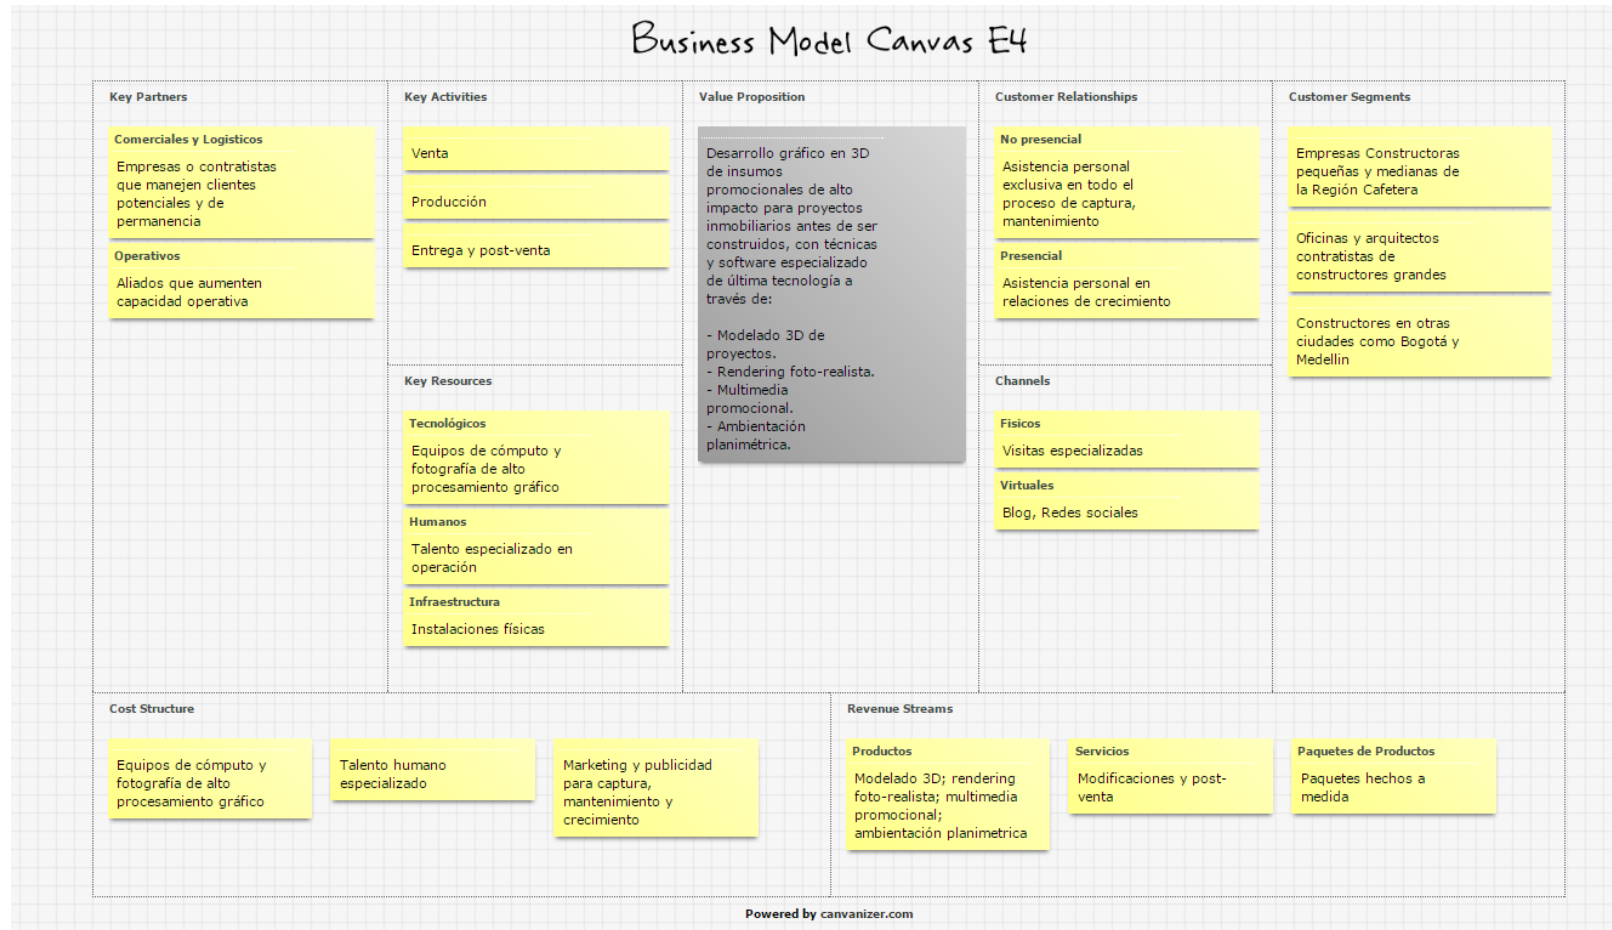 Business Model Canvas E4
Key Partners
Comerciales y Logisticos
Empresas o contratistas
que manejen clientes
potenciales y de
permanencia
Operativos
Aliados que aumenten
capacidad operativa
Key Activities
Venta
Producción
Entrega y post-venta
Key Resources
Tecnológicos
Equipos de cómputo y
fotografía de alto
procesamiento gráfico
Humanos
Talento especializado en
operación
Infraestructura
Instalaciones físicas
Value Proposition
Desarrollo gráfico en 3D
de insumos
promocionales de alto
impacto para proyectos
inmobiliarios antes de ser
construidos, con técnicas
y software especializado
de última tecnología a
través de:
- Modelado 3D de
proyectos.
- Rendering foto-realista.
- Multimedia
promocional.
- Ambientación
planimétrica.
Customer Relationships
No presencial
Asistencia personal
exclusiva en todo el
proceso de captura,
mantenimiento
Presencial
Asistencia personal en
relaciones de crecimiento
Channels
Fisicos
Visitas especializadas
Virtuales
Blog, Redes sociales
Customer Segments
Empresas Constructoras
pequeñas y medianas de
la Región Cafetera
Oficinas y arquitectos
contratistas de
constructores grandes
Constructores en otras
ciudades como Bogotá y
Medellin
Cost Structure
Equipos de cómputo y
fotografía de alto
procesamiento gráfico
Talento humano
especializado
Marketing y publicidad
para captura,
mantenimiento y
crecimiento
Revenue Streams
Productos
Modelado 3D; rendering
foto-realista; multimedia
promocional;
ambientación planimetrica
Servicios
Modificaciones y post-
venta
Paquetes de Productos
Paquetes hechos a
medida
Powered by canvanizer.com